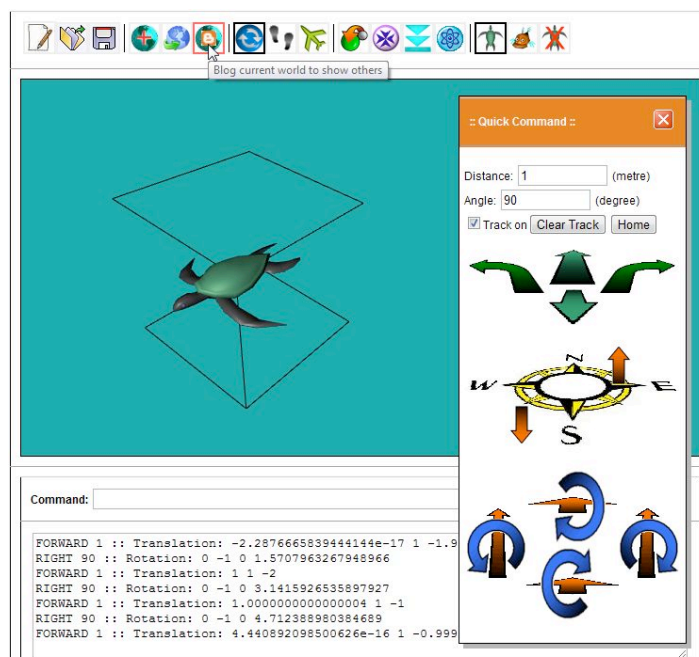 Blog current world to show others
:: Quick Command ::
Distance: 1 (metre)
Angle: 90 (degree)
Track on Clear Track Home
N
W E
S
Command:
FORWARD 1 :: Translation: -2.2876665839444144e-17 1 -1.9
RIGHT 90 :: Rotation: 0 -1 0 1.5707963267948966
FORWARD 1 :: Translation: 1 1 -2
RIGHT 90 :: Rotation: 0 -1 0 3.1415926535897927
FORWARD 1 :: Translation: 1.0000000000000004 1 -1
RIGHT 90 :: Rotation: 0 -1 0 4.712388980384689
FORWARD 1 :: Translation: 4.440892098500626e-16 1 -0.999